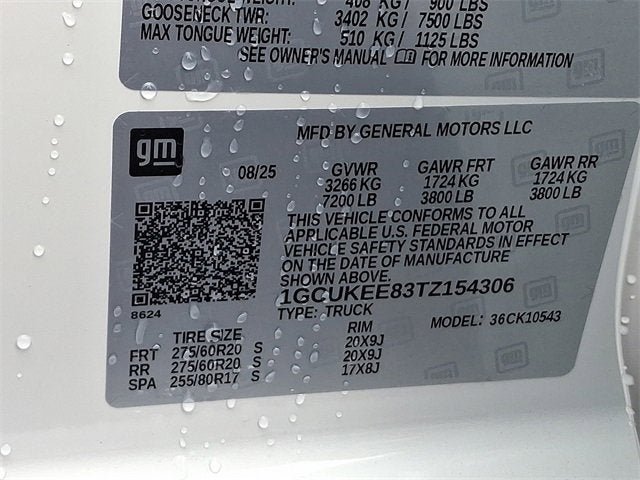 408 KG / 900 LBS
GOOSENECK TWR: 3402 KG / 7500 LBS
MAX TONGUE WEIGHT: 510 KG / 1125 LBS
SEE OWNER'S MANUAL FOR MORE INFORMATION
gm
MFD BY GENERAL MOTORS LLC
08/25 GVWR GAWR FRT GAWR RR
3266 KG 1724 KG 1724 KG
7200 LB 3800 LB 3800 LB
THIS VEHICLE CONFORMS TO ALL
APPLICABLE U.S. FEDERAL MOTOR
VEHICLE SAFETY STANDARDS IN EFFECT
ON THE DATE OF MANUFACTURE
SHOWN ABOVE.
1GCUKEE83TZ154306
8624
TYPE: TRUCK MODEL: 36CK10543
TIRE SIZE RIM
FRT 275/60R20 S 20X9J
RR 275/60R20 S 20X9J
SPA 255/80R17 S 17X8J